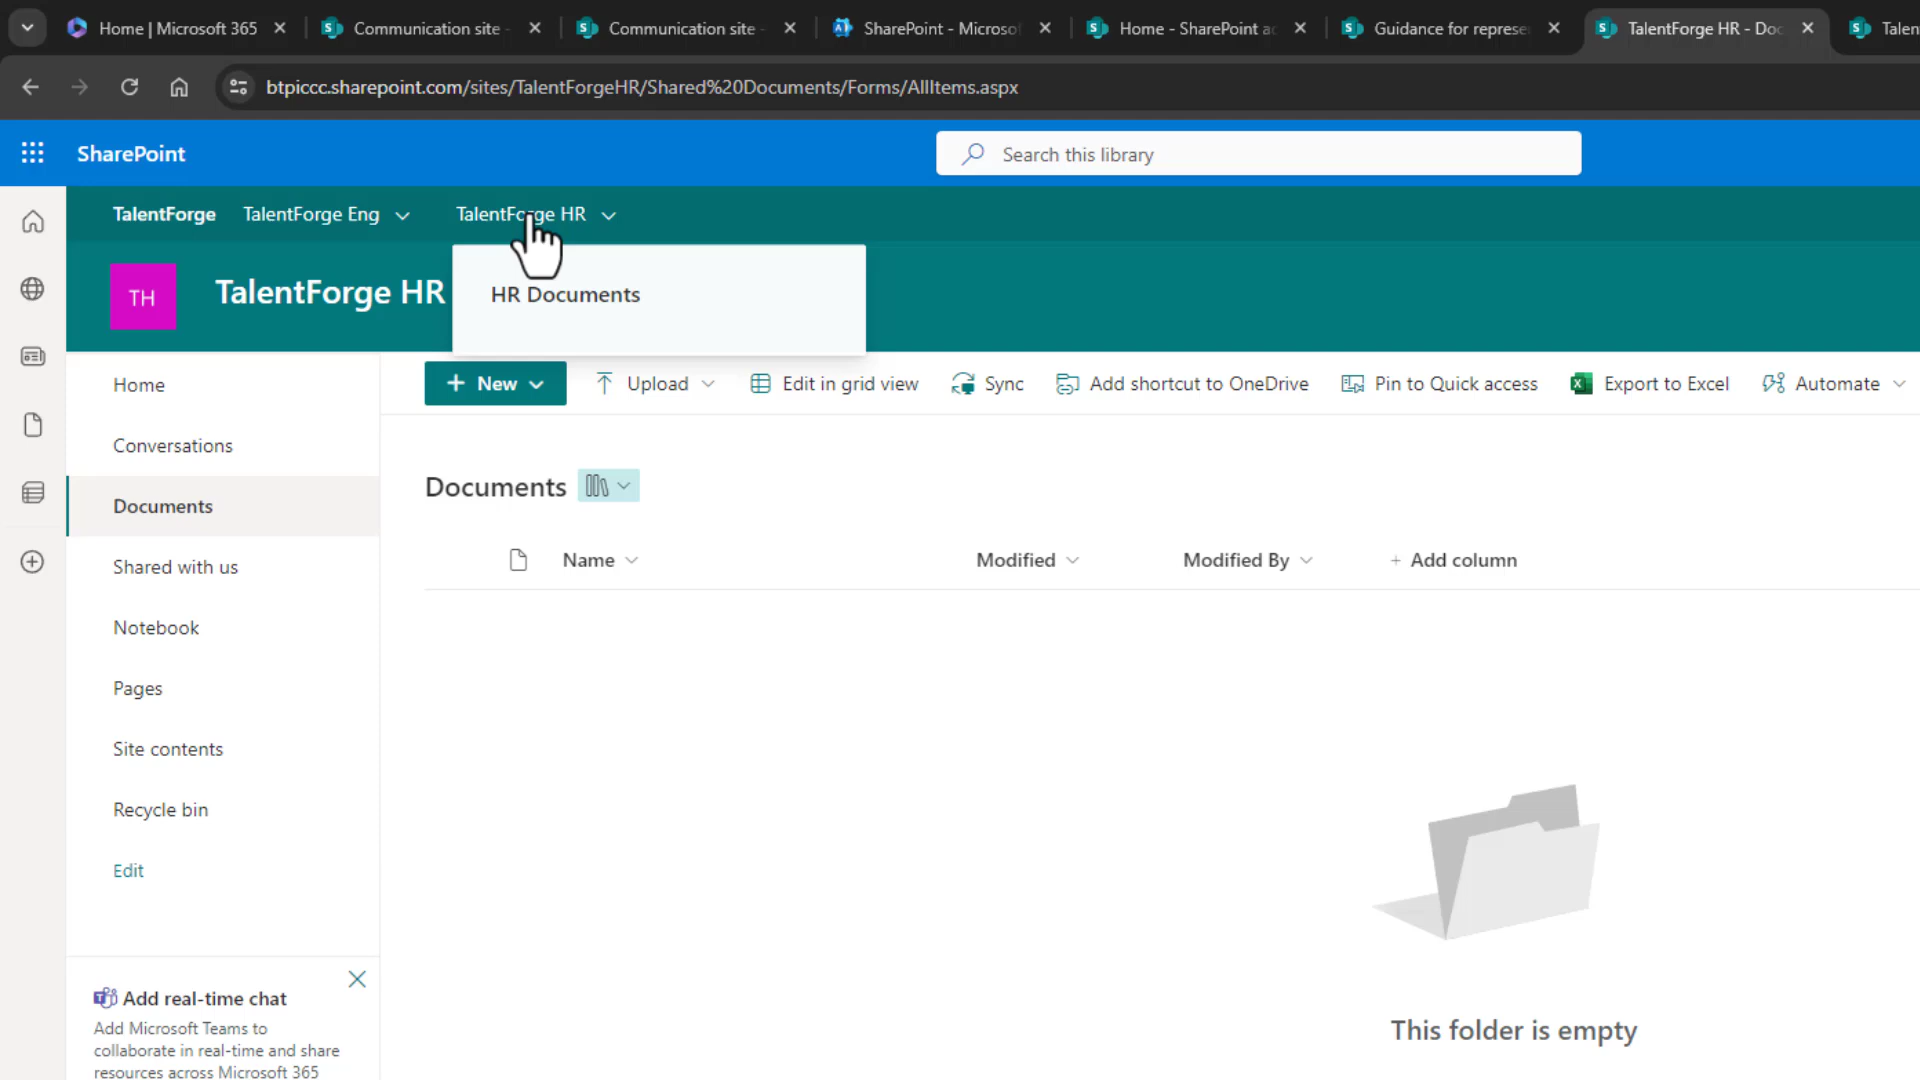 Home | Microsoft 365
Communication site -
Communication site -
SharePoint - Microsof
Home - SharePoint ac
Guidance for represe
TalentForge HR - Doc
Talen
btpiccc.sharepoint.com/sites/TalentForgeHR/Shared%20Documents/Forms/AllItems.aspx
SharePoint
Search this library
TalentForge
TalentForge Eng
TalentForge HR
TH
TalentForge HR
HR Documents
Home
Conversations
Documents
Shared with us
Notebook
Pages
Site contents
Recycle bin
Edit
+ New
Upload
Edit in grid view
Sync
Add shortcut to OneDrive
Pin to Quick access
Export to Excel
Automate
Documents
Name
Modified
Modified By
+ Add column
This folder is empty
Add real-time chat
Add Microsoft Teams to
collaborate in real-time and share
resources across Microsoft 365